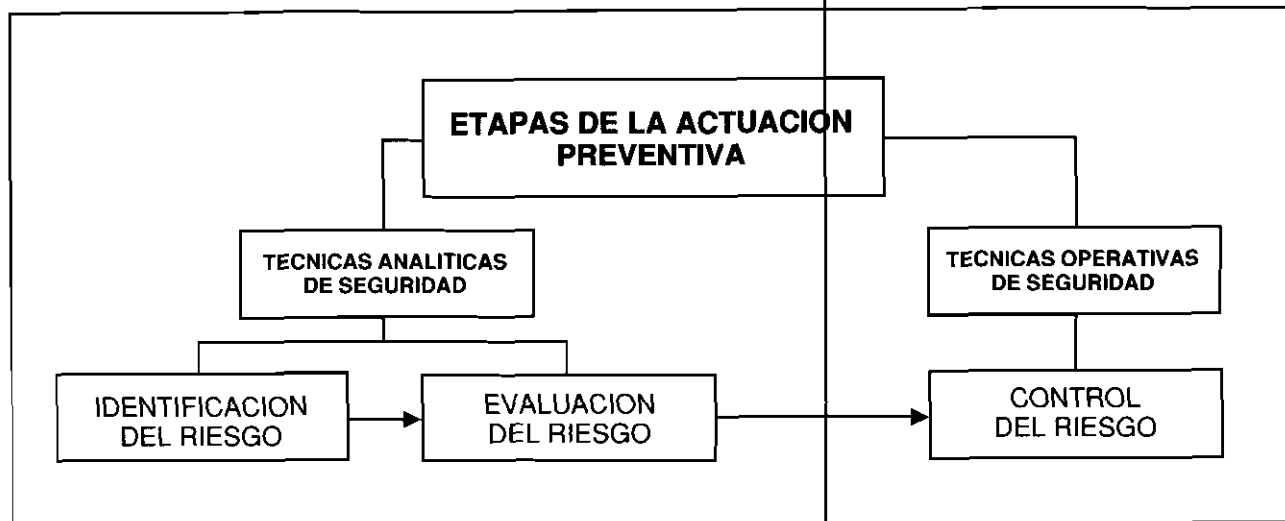 ETAPAS DE LA ACTUACION
PREVENTIVA
TECNICAS ANALITICAS
DE SEGURIDAD
TECNICAS OPERATIVAS
DE SEGURIDAD
IDENTIFICACION
DEL RIESGO
EVALUACION
DEL RIESGO
CONTROL
DEL RIESGO